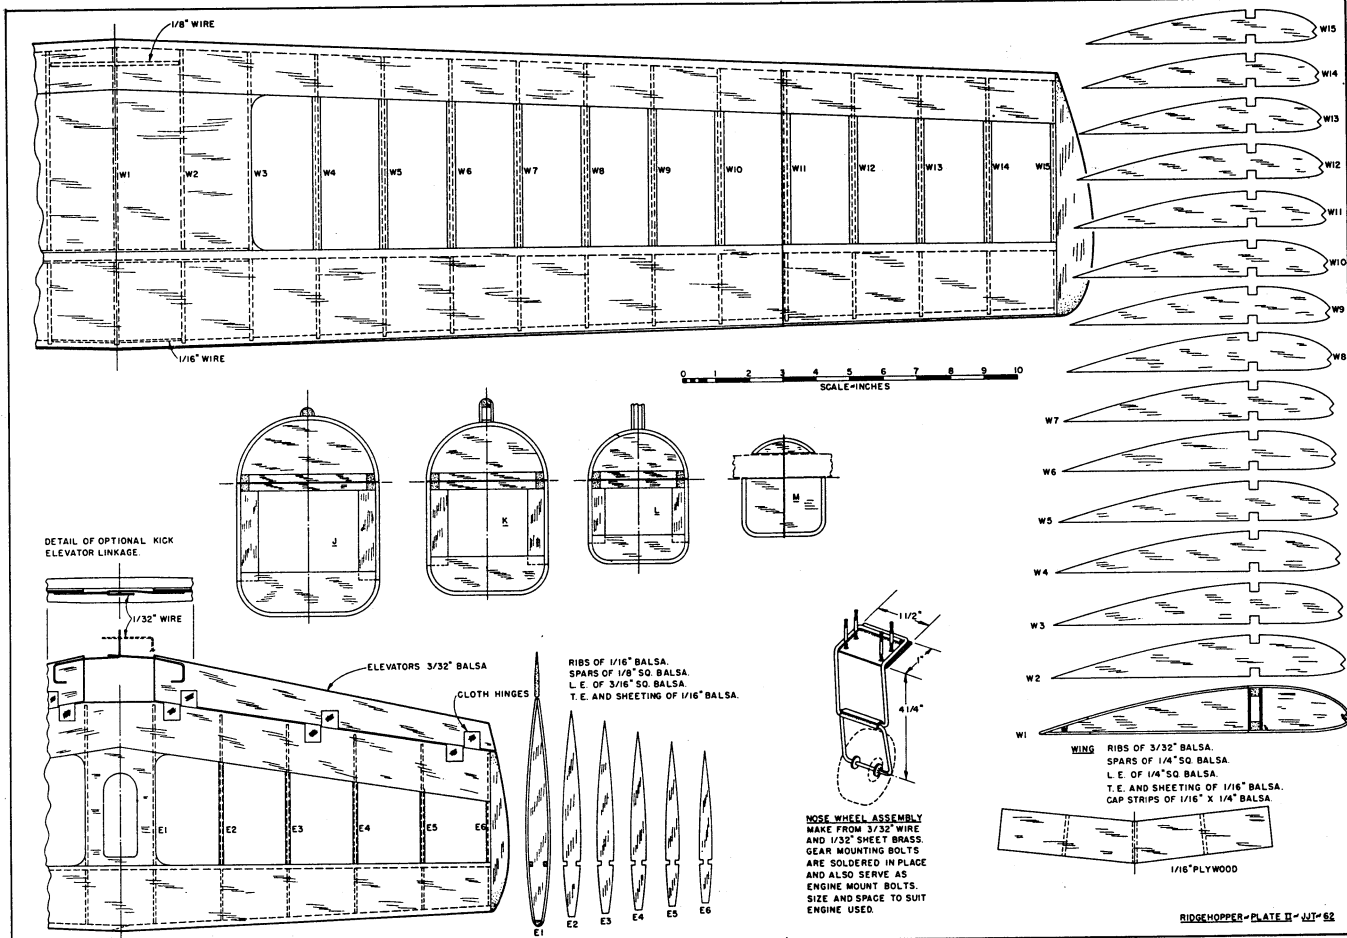 1/8" WIRE
W1
W2
W3
W4
W5
W6
W7
W8
W9
W10
W11
W12
W13
W14
W15
1/16" WIRE
W15
W14
W13
W12
W11
W10
W9
W8
W7
W6
W5
W4
W3
W2
W1
0 1 2 3 4 5 6 7 8 9 10
SCALE-INCHES
J
K
L
M
DETAIL OF OPTIONAL KICK
ELEVATOR LINKAGE.
1/32" WIRE
ELEVATORS 3/32" BALSA
CLOTH HINGES
RIBS OF 1/16" BALSA.
SPARS OF 1/8" SQ. BALSA.
L. E. OF 3/16" SQ. BALSA.
T. E. AND SHEETING OF 1/16" BALSA.
E1
E2
E3
E4
E5
E6
E1
E2
E3
E4
E5
E6
1 1/2"
1"
4 1/4"
NOSE WHEEL ASSEMBLY
MAKE FROM 3/32" WIRE
AND 1/32" SHEET BRASS.
GEAR MOUNTING BOLTS
ARE SOLDERED IN PLACE
AND ALSO SERVE AS
ENGINE MOUNT BOLTS.
SIZE AND SPACE TO SUIT
ENGINE USED.
WING RIBS OF 3/32" BALSA.
SPARS OF 1/4" SQ. BALSA.
L. E. OF 1/4" SQ. BALSA.
T. E. AND SHEETING OF 1/16" BALSA.
CAP STRIPS OF 1/16" X 1/4" BALSA.
1/16" PLYWOOD
RIDGEHOPPER-PLATE II-JJT-62